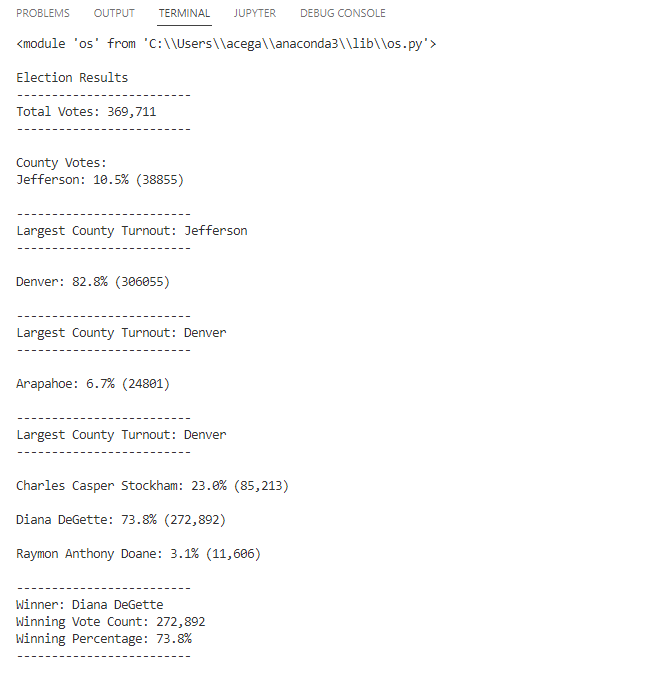 PROBLEMS OUTPUT TERMINAL JUPYTER DEBUG CONSOLE
<module 'os' from 'C:\\Users\\acega\\anaconda3\\lib\\os.py'>
Election Results
-------------------------
Total Votes: 369,711
-------------------------
County Votes:
Jefferson: 10.5% (38855)
-------------------------
Largest County Turnout: Jefferson
-------------------------
Denver: 82.8% (306055)
-------------------------
Largest County Turnout: Denver
-------------------------
Arapahoe: 6.7% (24801)
-------------------------
Largest County Turnout: Denver
-------------------------
Charles Casper Stockham: 23.0% (85,213)
Diana DeGette: 73.8% (272,892)
Raymon Anthony Doane: 3.1% (11,606)
-------------------------
Winner: Diana DeGette
Winning Vote Count: 272,892
Winning Percentage: 73.8%
-------------------------